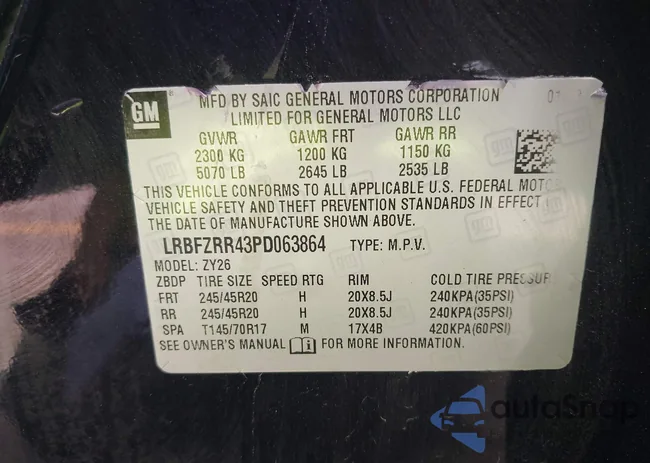 GM
MFD BY SAIC GENERAL MOTORS CORPORATION
LIMITED FOR GENERAL MOTORS LLC
GVWR GAWR FRT GAWR RR
2300 KG 1200 KG 1150 KG
5070 LB 2645 LB 2535 LB
THIS VEHICLE CONFORMS TO ALL APPLICABLE U.S. FEDERAL MOTO
VEHICLE SAFETY AND THEFT PREVENTION STANDARDS IN EFFECT
THE DATE OF MANUFACTURE SHOWN ABOVE.
LRBFZRR43PD063864 TYPE: M.P.V.
MODEL: ZY26
ZBDP TIRE SIZE SPEED RTG RIM COLD TIRE PRESSUR
FRT 245/45R20 H 20X8.5J 240KPA(35PSI)
RR 245/45R20 H 20X8.5J 240KPA(35PSI)
SPA T145/70R17 M 17X4B 420KPA(60PSI)
SEE OWNER'S MANUAL FOR MORE INFORMATION.
autoSnap